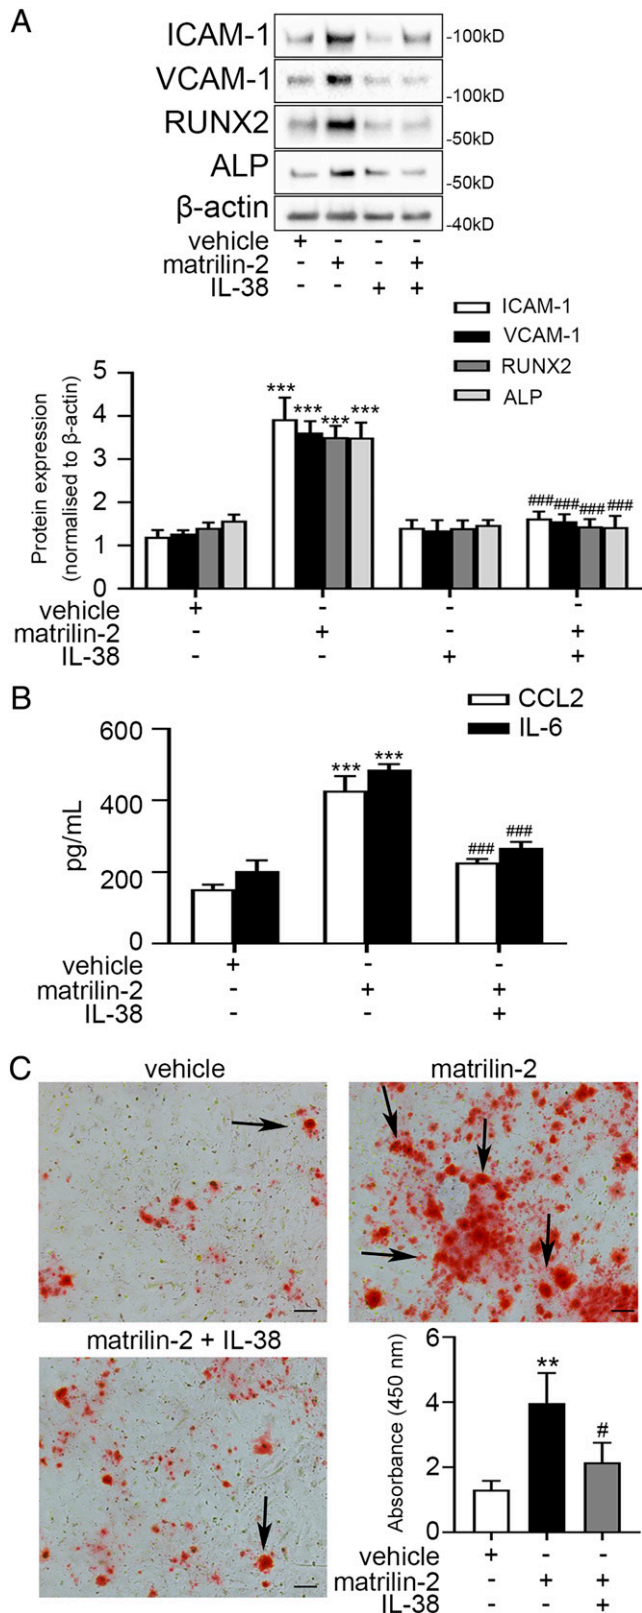 A
ICAM-1 -100kD
VCAM-1 -100kD
RUNX2 -50kD
ALP -50kD
β-actin -40kD
vehicle + - - -
matrilin-2 - + - +
IL-38 - - + +
ICAM-1
VCAM-1
RUNX2
ALP
Protein expression
(normalised to β-actin)
5
4
3
2
1
0
*** *** *** ***
### ### ### ###
vehicle + - - -
matrilin-2 - + - +
IL-38 - - + +
B
CCL2
IL-6
pg/mL
600
400
200
0
*** ***
### ###
vehicle + - -
matrilin-2 - + +
IL-38 - - +
C
vehicle
matrilin-2
matrilin-2 + IL-38
Absorbance (450 nm)
6
4
2
0
**
#
vehicle + - -
matrilin-2 - + +
IL-38 - - +